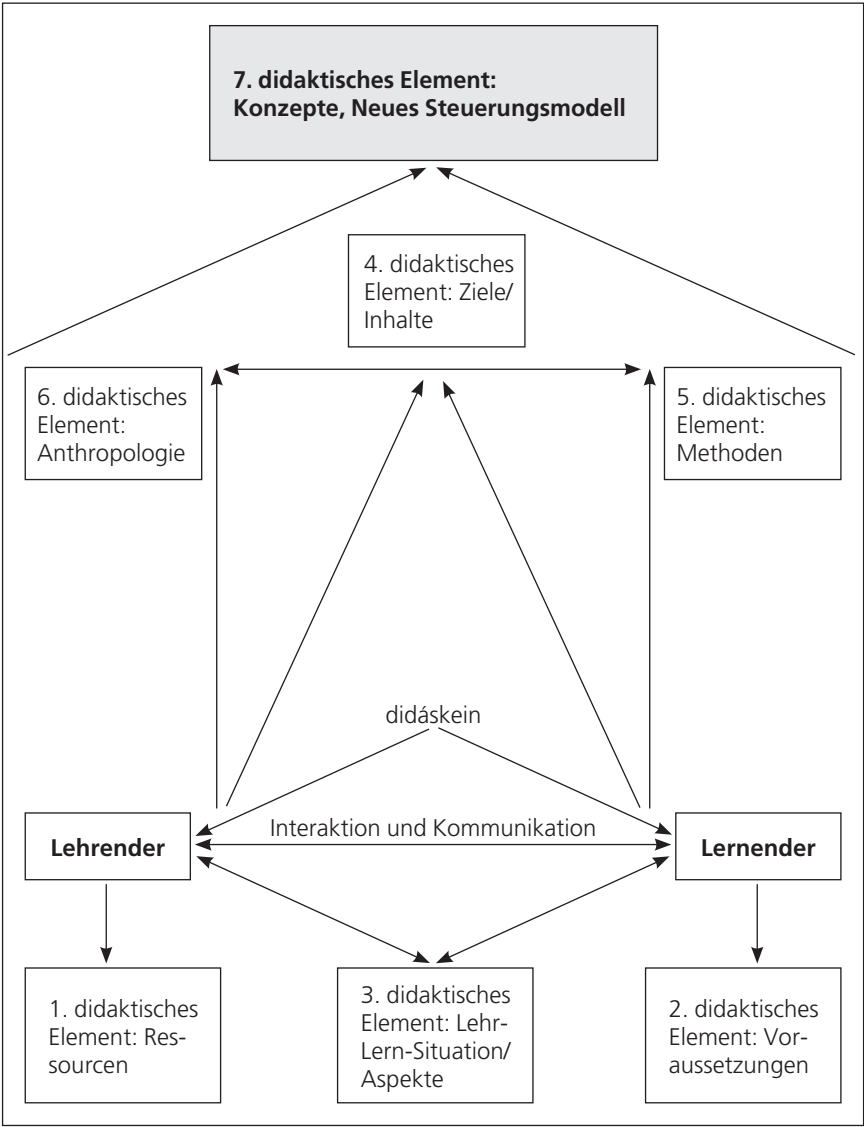 7. didaktisches Element:
Konzepte, Neues Steuerungsmodell
4. didaktisches
Element: Ziele/
Inhalte
6. didaktisches
Element:
Anthropologie
5. didaktisches
Element:
Methoden
didáskein
Interaktion und Kommunikation
Lehrender
Lernender
1. didaktisches
Element: Res-
sourcen
3. didaktisches
Element: Lehr-
Lern-Situation/
Aspekte
2. didaktisches
Element: Vor-
aussetzungen